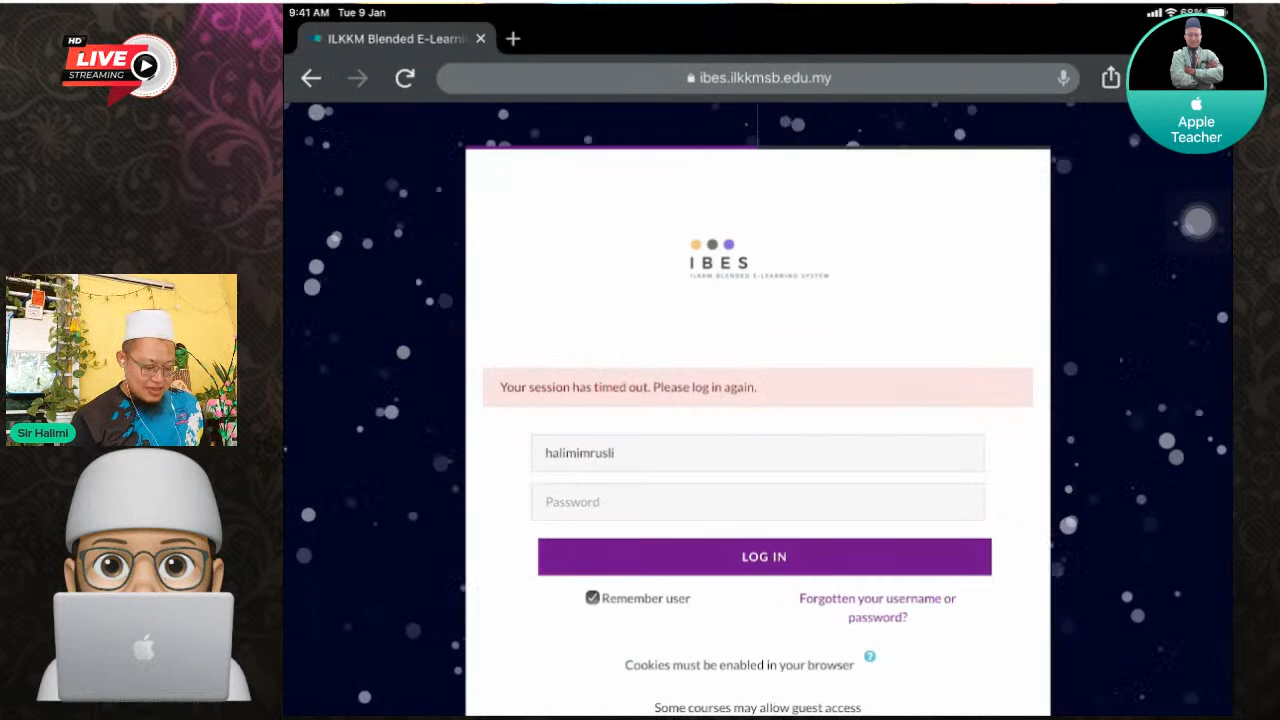 9:41 AM Tue 9 Jan
68%
HD
LIVE
STREAMING
ILKKM Blended E-Learni
ibes.ilkkmsb.edu.my
Apple
Teacher
IBES
ILKKM BLENDED E-LEARNING SYSTEM
Your session has timed out. Please log in again.
halimimrusli
Password
LOG IN
Remember user
Forgotten your username or
password?
Cookies must be enabled in your browser
?
Some courses may allow guest access
Sir Halimi